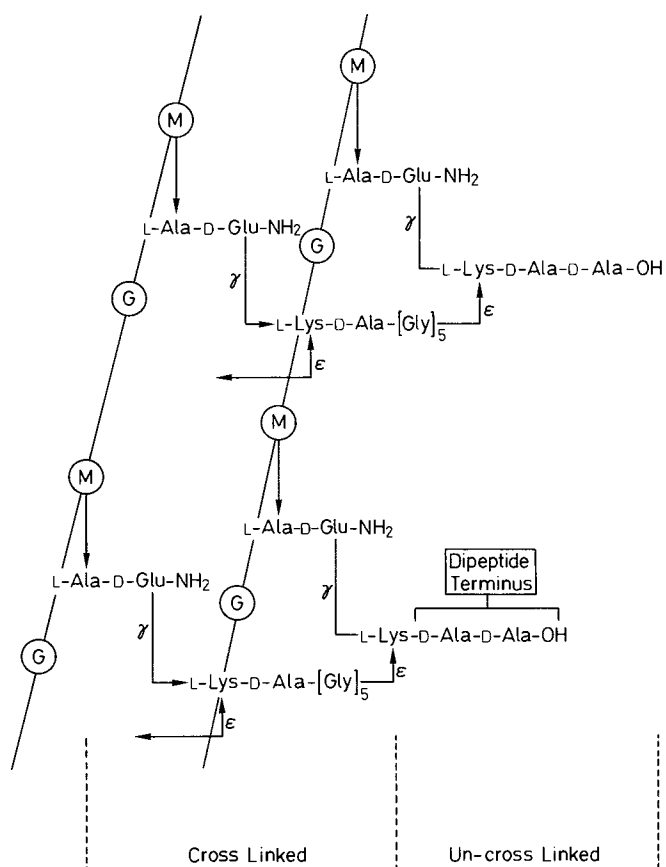 M
M
L-Ala-D-Glu-NH2
L-Ala-D-Glu-NH2
G
γ
γ
L-Lys-D-Ala-D-Ala-OH
G
L-Lys-D-Ala-[Gly]5
ε
ε
M
M
L-Ala-D-Glu-NH2
Dipeptide
Terminus
L-Ala-D-Glu-NH2
G
γ
L-Lys-D-Ala-D-Ala-OH
G
γ
L-Lys-D-Ala-[Gly]5
ε
ε
Cross Linked
Un-cross Linked